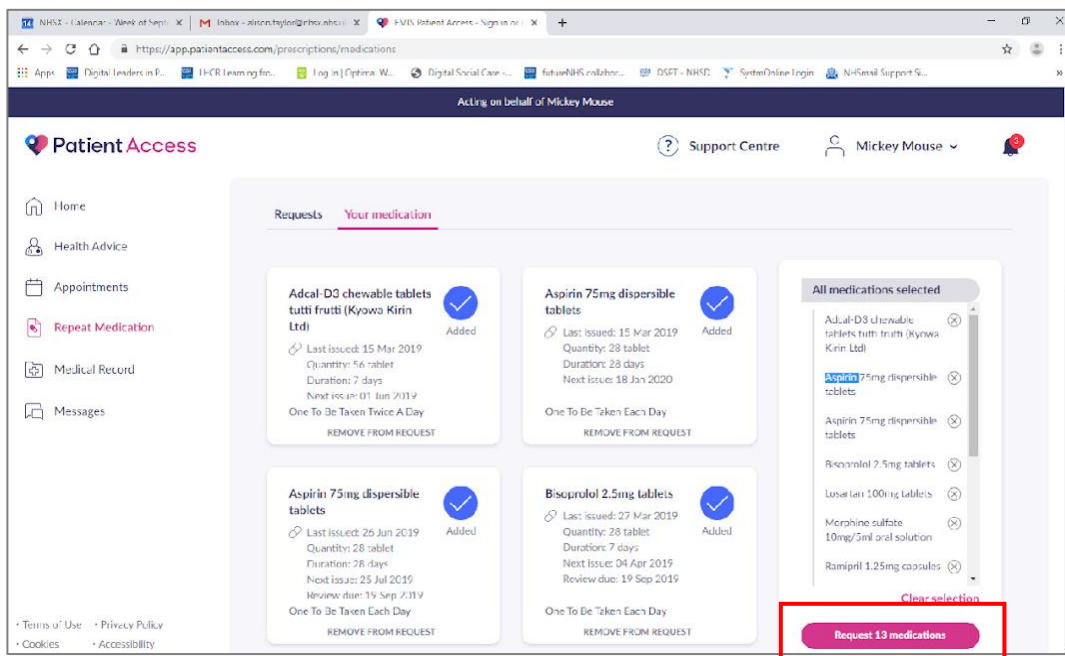 NHSX - Calendar - Week of Septe
Inbox - alison.taylor@nhsx.nhs.u
EMIS Patient Access - Sign in or
https://app.patientaccess.com/prescriptions/medications
Apps
Digital Leaders in P...
LHCR Learning fro...
Log in | Optimal W...
Digital Social Care -...
futureNHS collabor...
DSPT - NHSD
SystmOnline Login
NHSmail Support Si...
Acting on behalf of Mickey Mouse
Patient Access
Support Centre
Mickey Mouse
3
Home
Health Advice
Appointments
Repeat Medication
Medical Record
Messages
• Terms of Use • Privacy Policy
• Cookies • Accessibility
Requests Your medication
Adcal-D3 chewable tablets
tutti frutti (Kyowa Kirin
Ltd)
Added
Last issued: 15 Mar 2019
Quantity: 56 tablet
Duration: 7 days
Next issue: 01 Jun 2019
One To Be Taken Twice A Day
REMOVE FROM REQUEST
Aspirin 75mg dispersible
tablets
Added
Last issued: 15 Mar 2019
Quantity: 28 tablet
Duration: 28 days
Next issue: 18 Jan 2020
One To Be Taken Each Day
REMOVE FROM REQUEST
Aspirin 75mg dispersible
tablets
Added
Last issued: 26 Jun 2019
Quantity: 28 tablet
Duration: 28 days
Next issue: 25 Jul 2019
Review due: 19 Sep 2019
One To Be Taken Each Day
REMOVE FROM REQUEST
Bisoprolol 2.5mg tablets
Added
Last issued: 27 Mar 2019
Quantity: 28 tablet
Duration: 7 days
Next issue: 04 Apr 2019
Review due: 19 Sep 2019
One To Be Taken Each Day
REMOVE FROM REQUEST
All medications selected
Adcal-D3 chewable
tablets tutti frutti (Kyowa
Kirin Ltd)
Aspirin 75mg dispersible
tablets
Aspirin 75mg dispersible
tablets
Bisoprolol 2.5mg tablets
Losartan 100mg tablets
Morphine sulfate
10mg/5ml oral solution
Ramipril 1.25mg capsules
Clear selection
Request 13 medications